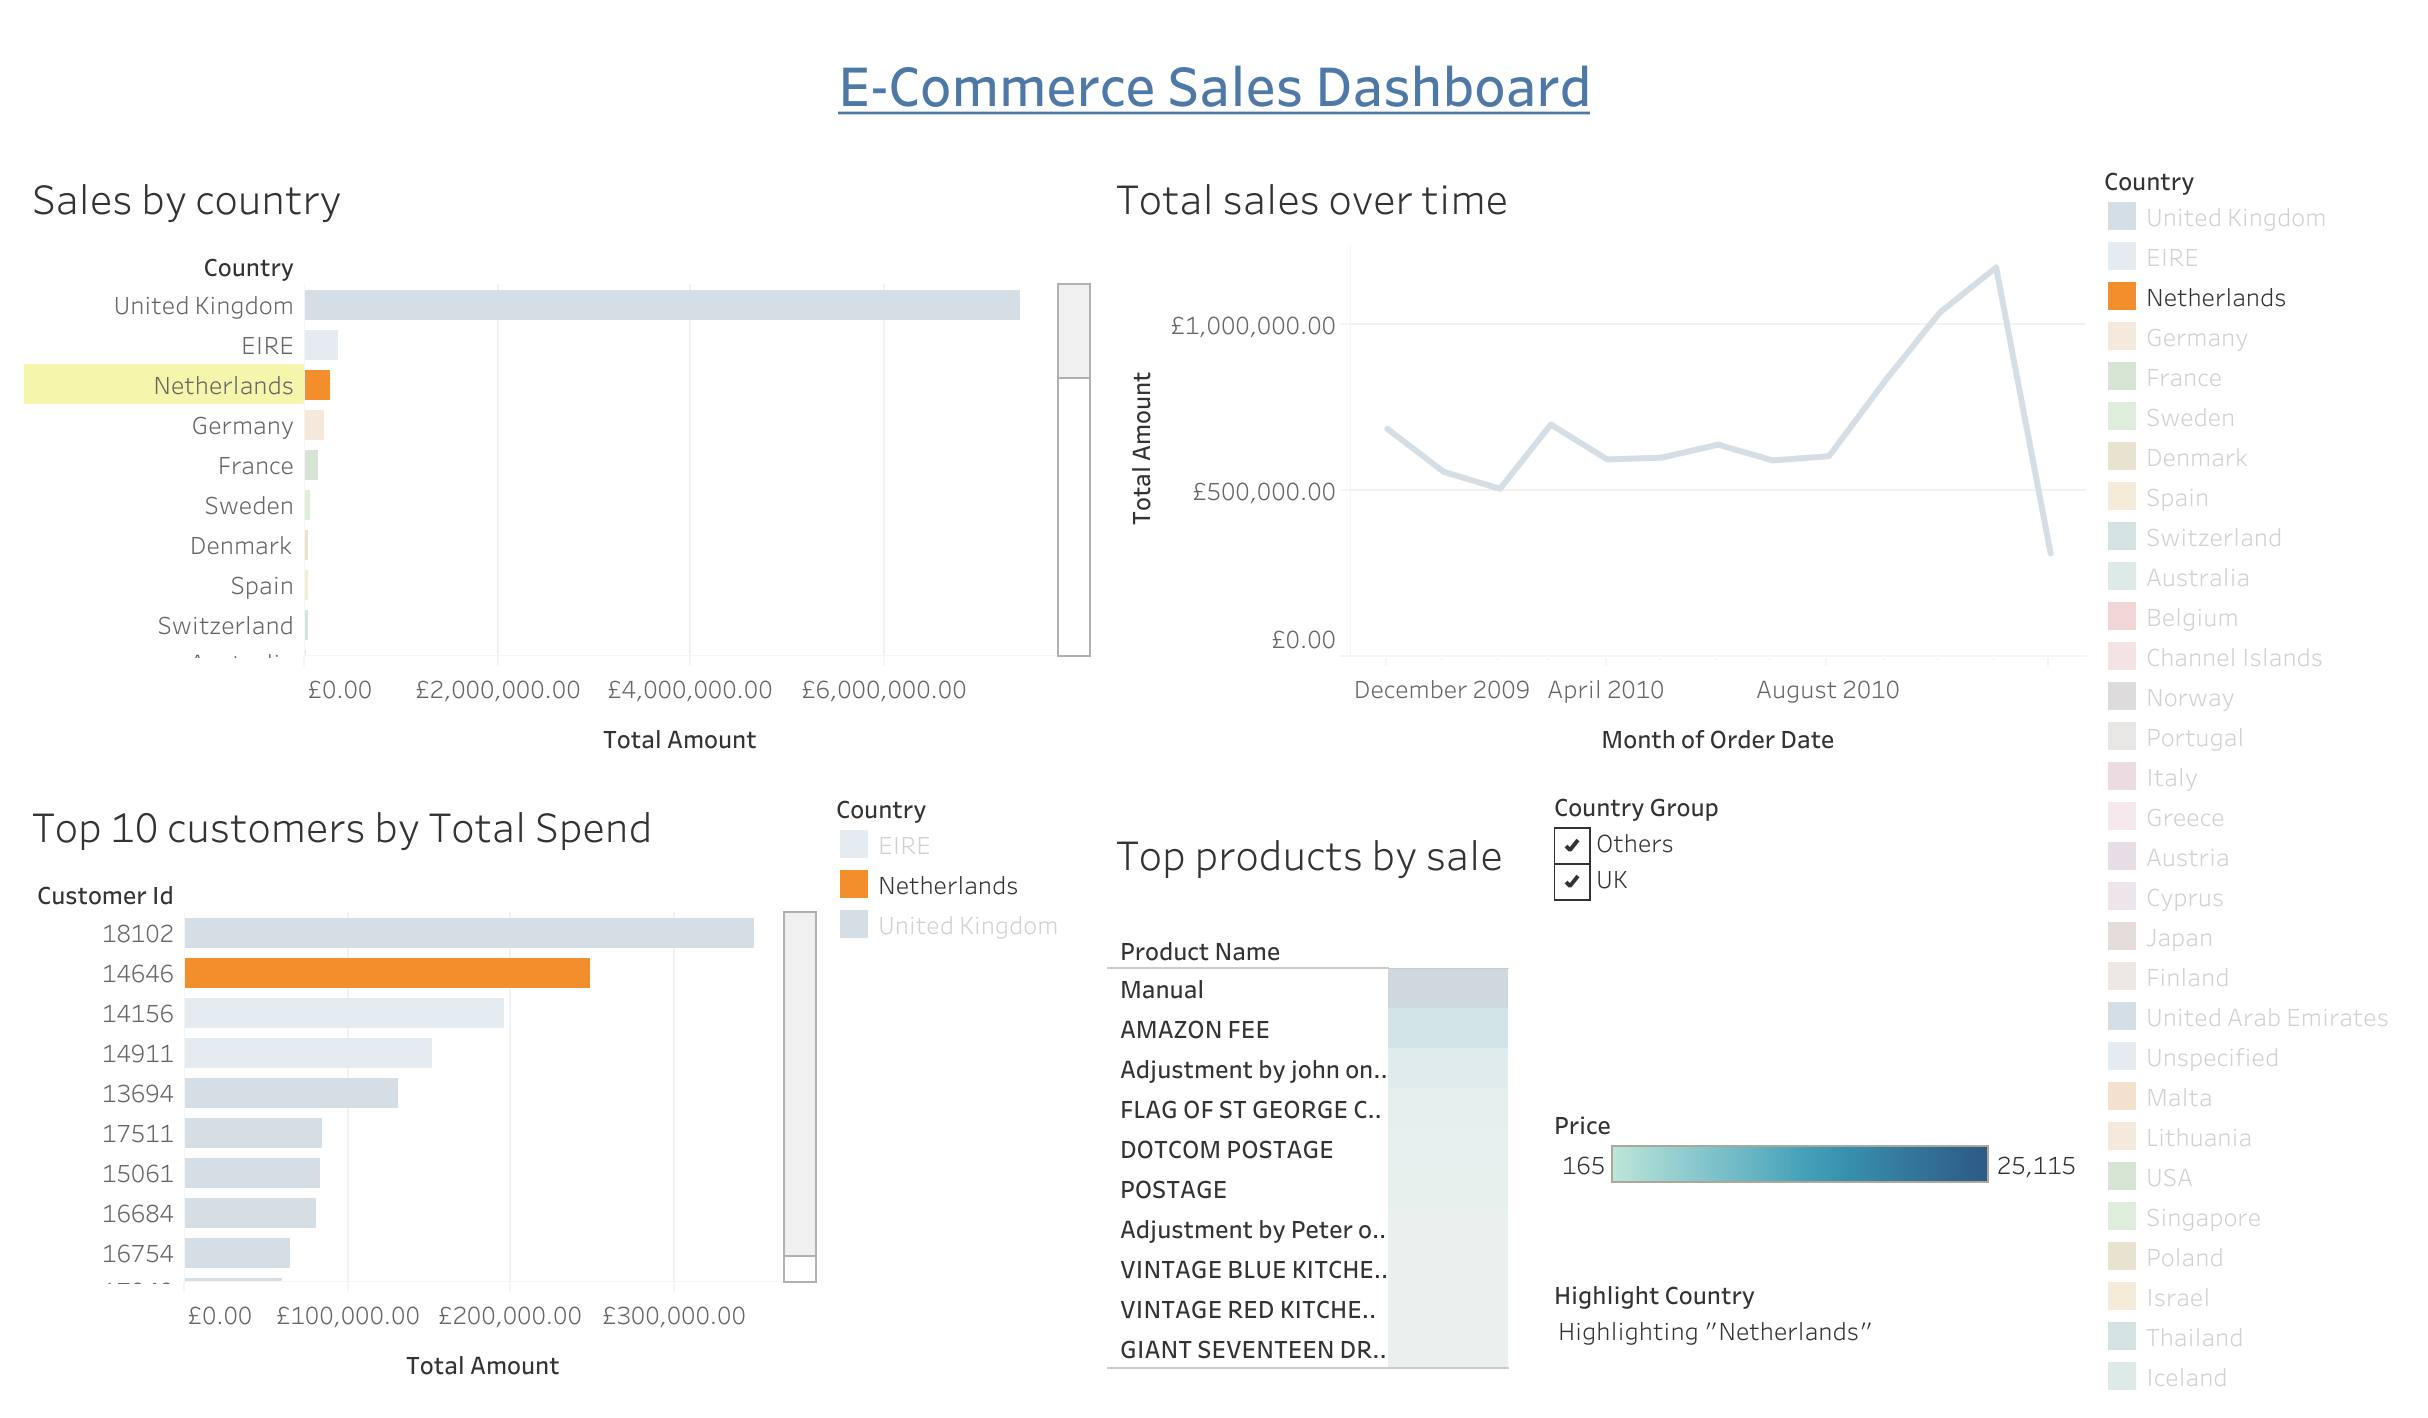 E-Commerce Sales Dashboard
Sales by country
Country
United Kingdom
EIRE
Netherlands
Germany
France
Sweden
Denmark
Spain
Switzerland
£0.00 £2,000,000.00 £4,000,000.00 £6,000,000.00
Total Amount
Total sales over time
Total Amount
£1,000,000.00
£500,000.00
£0.00
December 2009 April 2010 August 2010
Month of Order Date
Country
United Kingdom
EIRE
Netherlands
Germany
France
Sweden
Denmark
Spain
Switzerland
Australia
Belgium
Channel Islands
Norway
Portugal
Italy
Greece
Austria
Cyprus
Japan
Finland
United Arab Emirates
Unspecified
Malta
Lithuania
USA
Singapore
Poland
Israel
Thailand
Iceland
Top 10 customers by Total Spend
Customer Id
18102
14646
14156
14911
13694
17511
15061
16684
16754
£0.00 £100,000.00 £200,000.00 £300,000.00
Total Amount
Country
EIRE
Netherlands
United Kingdom
Top products by sale
Product Name
Manual
AMAZON FEE
Adjustment by john on..
FLAG OF ST GEORGE C..
DOTCOM POSTAGE
POSTAGE
Adjustment by Peter o..
VINTAGE BLUE KITCHE..
VINTAGE RED KITCHE..
GIANT SEVENTEEN DR..
Country Group
Others
UK
Price
165 25,115
Highlight Country
Highlighting "Netherlands"